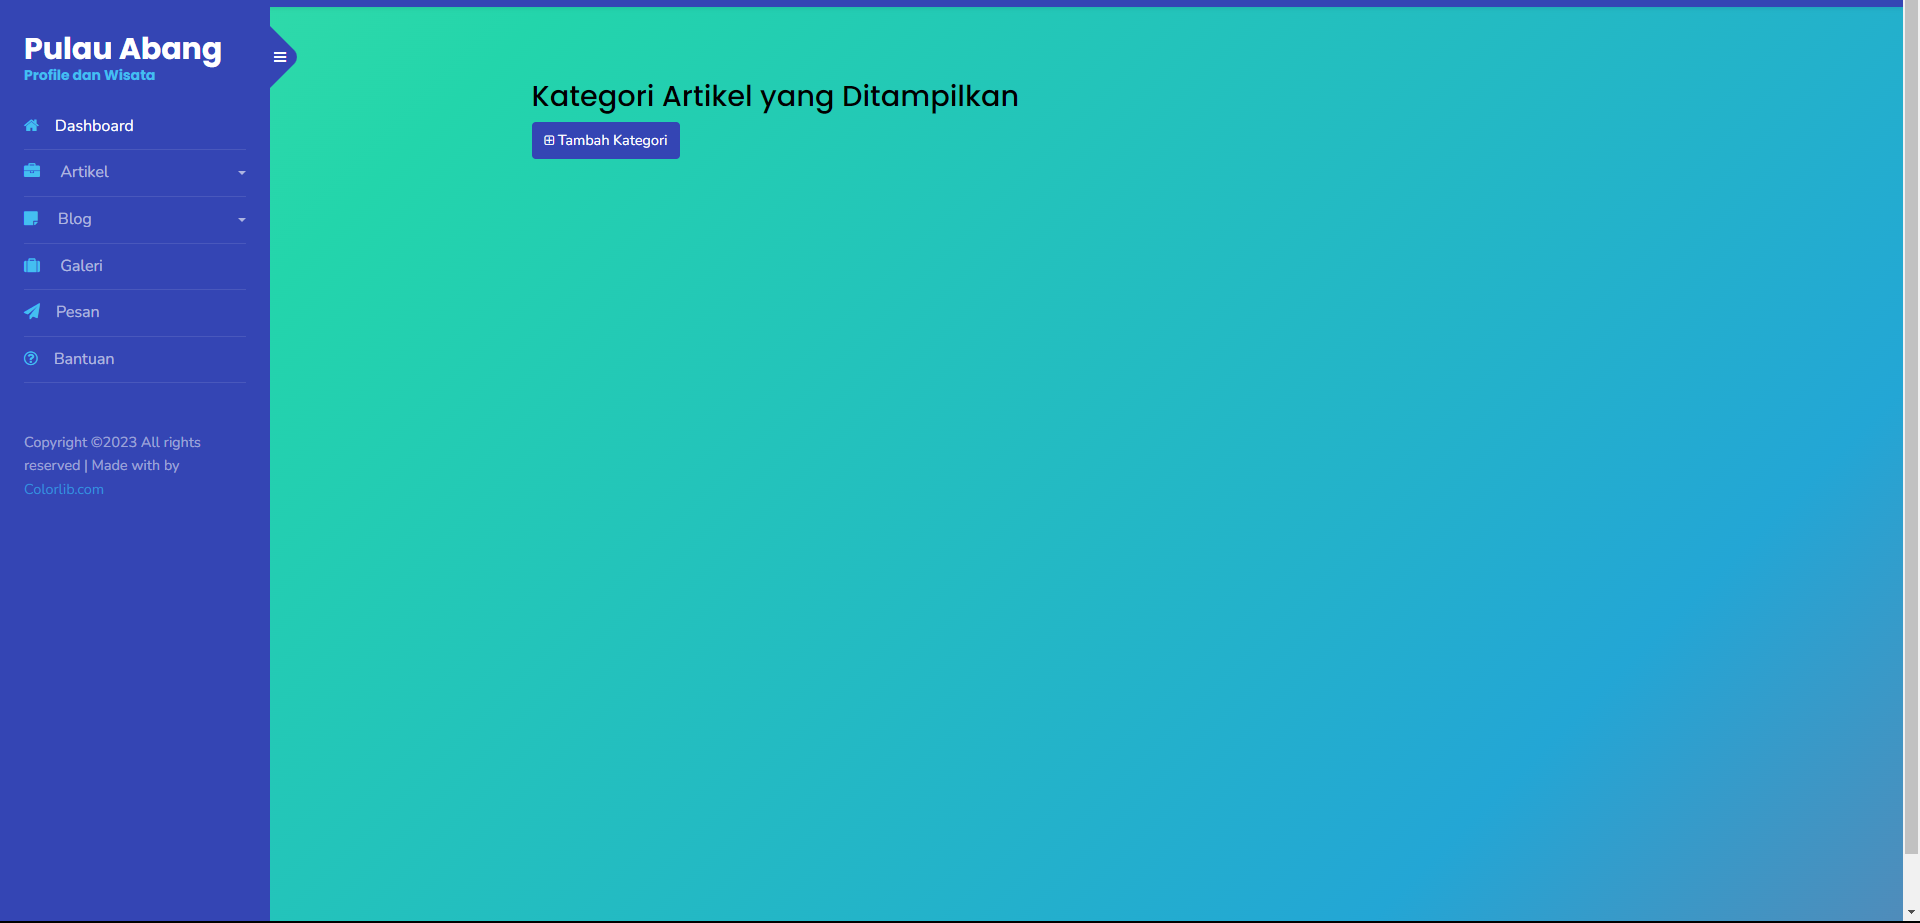 Pulau Abang
Profile dan Wisata
Dashboard
Artikel
Blog
Galeri
Pesan
Bantuan
Copyright ©2023 All rights
reserved | Made with by
Colorlib.com
Kategori Artikel yang Ditampilkan
Tambah Kategori